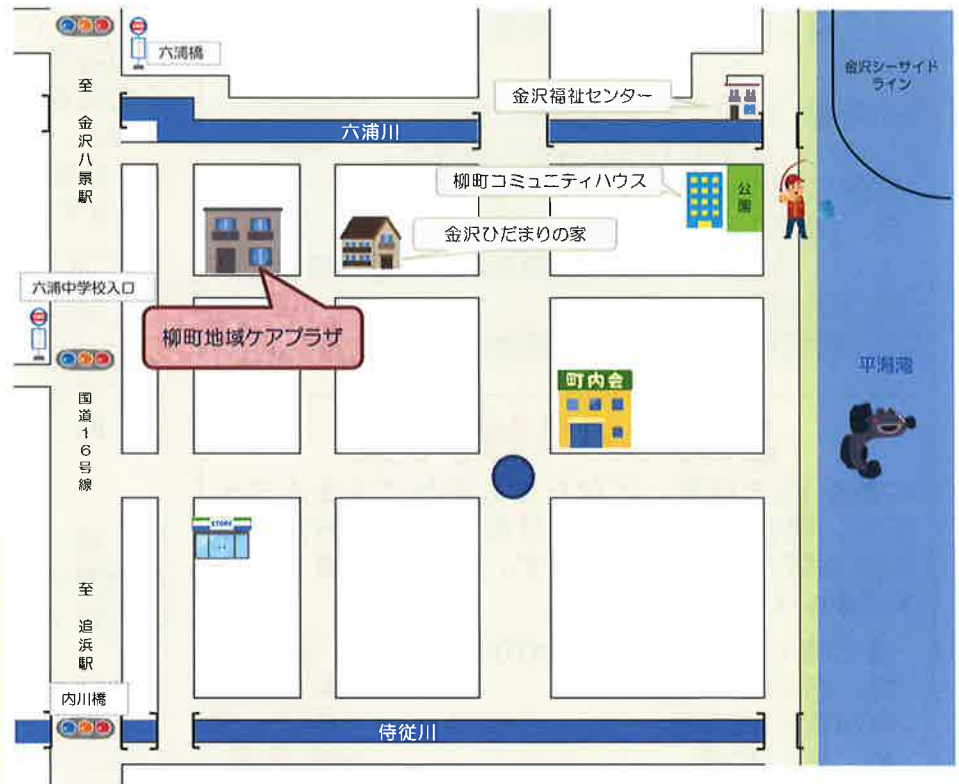 六浦橋
金沢シーサイド
ライン
至 金沢八景駅
金沢福祉センター
六浦川
柳町コミュニティハウス
公園
金沢ひだまりの家
六浦中学校入口
柳町地域ケアプラザ
平潟湾
町内会
国道16号線
STORE
至 追浜駅
内川橋
侍従川